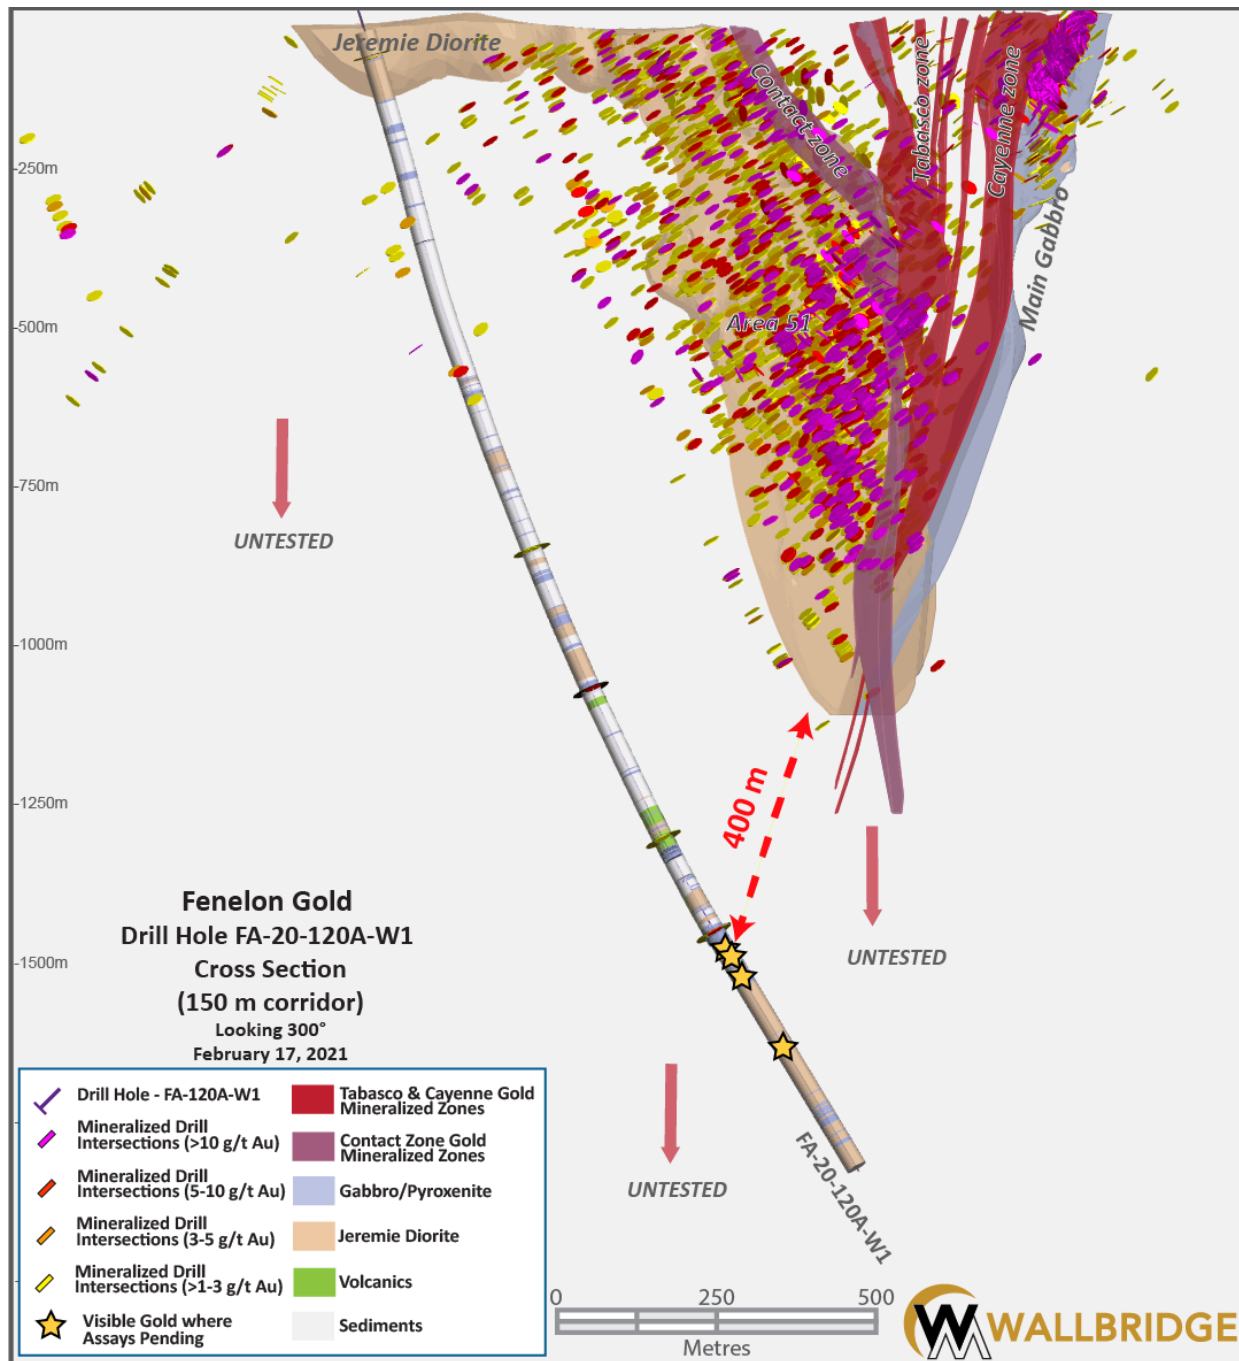 Jeremie Diorite
Contact zone
Tabasco zone
Cayenne zone
Main Gabbro
Area 51
-250m
-500m
-750m
-1000m
-1250m
-1500m
UNTESTED
400 m
UNTESTED
UNTESTED
FA-20-120A-W1
Fenelon Gold
Drill Hole FA-20-120A-W1
Cross Section
(150 m corridor)
Looking 300°
February 17, 2021
Drill Hole - FA-120A-W1
Mineralized Drill
Intersections (>10 g/t Au)
Mineralized Drill
Intersections (5-10 g/t Au)
Mineralized Drill
Intersections (3-5 g/t Au)
Mineralized Drill
Intersections (>1-3 g/t Au)
Visible Gold where
Assays Pending
Tabasco & Cayenne Gold
Mineralized Zones
Contact Zone Gold
Mineralized Zones
Gabbro/Pyroxenite
Jeremie Diorite
Volcanics
Sediments
0 250 500
Metres
WALLBRIDGE